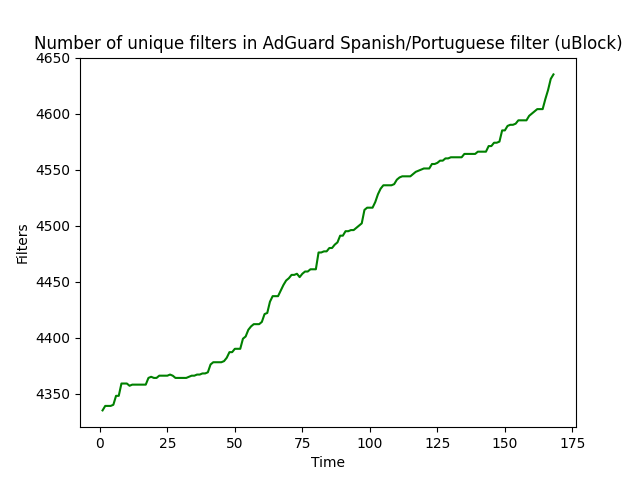 Number of unique filters in AdGuard Spanish/Portuguese filter (uBlock)
4650
4600
4550
4500
4450
4400
4350
Filters
0 25 50 75 100 125 150 175
Time